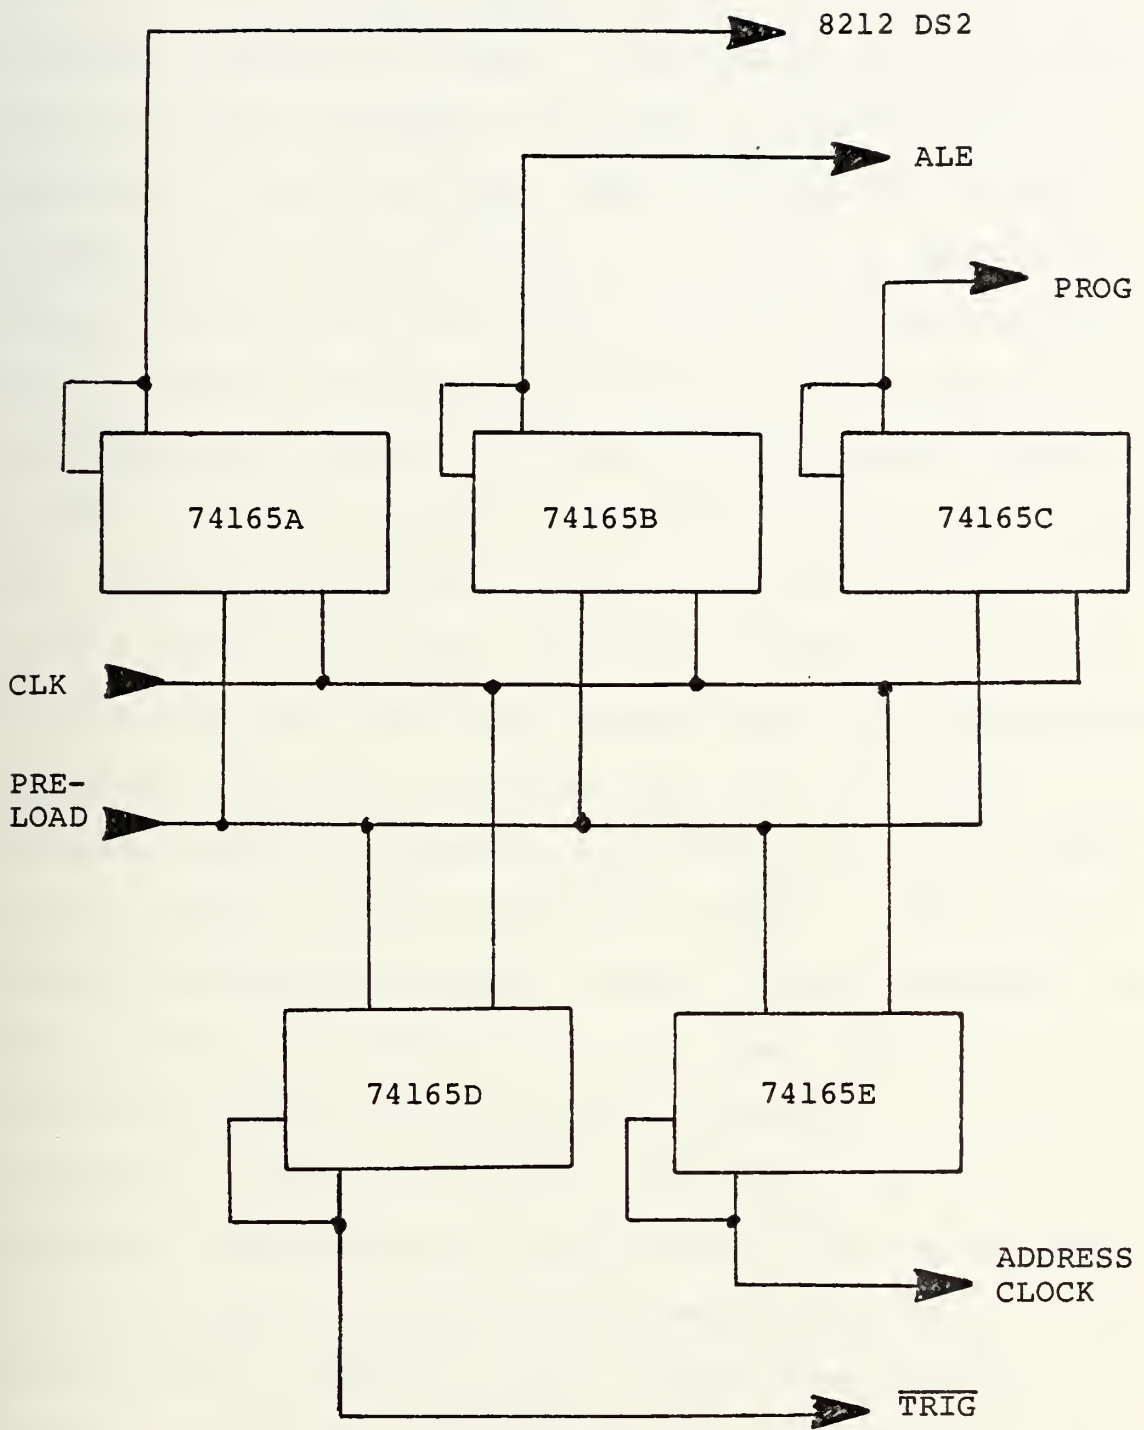 8212 DS2
ALE
PROG
74165A
74165B
74165C
CLK
PRE-
LOAD
74165D
74165E
ADDRESS
CLOCK
TRIG